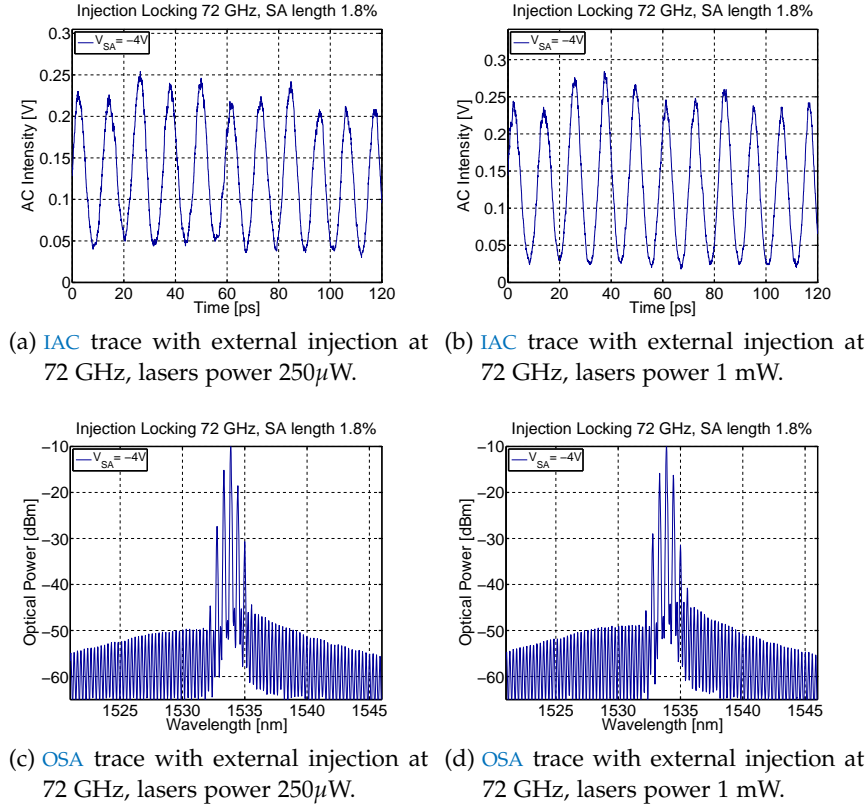 Injection Locking 72 GHz, SA length 1.8%
V_SA = −4V
AC Intensity [V]
0.3
0.25
0.2
0.15
0.1
0.05
0
0 20 40 60 80 100 120
Time [ps]
(a) IAC trace with external injection at
72 GHz, lasers power 250μW.
Injection Locking 72 GHz, SA length 1.8%
V_SA = −4V
AC Intensity [V]
0.3
0.25
0.2
0.15
0.1
0.05
0
0 20 40 60 80 100 120
Time [ps]
(b) IAC trace with external injection at
72 GHz, lasers power 1 mW.
Injection Locking 72 GHz, SA length 1.8%
V_SA = −4V
Optical Power [dBm]
−10
−20
−30
−40
−50
−60
1525 1530 1535 1540 1545
Wavelength [nm]
(c) OSA trace with external injection at
72 GHz, lasers power 250μW.
Injection Locking 72 GHz, SA length 1.8%
V_SA = −4V
Optical Power [dBm]
−10
−20
−30
−40
−50
−60
1525 1530 1535 1540 1545
Wavelength [nm]
(d) OSA trace with external injection at
72 GHz, lasers power 1 mW.